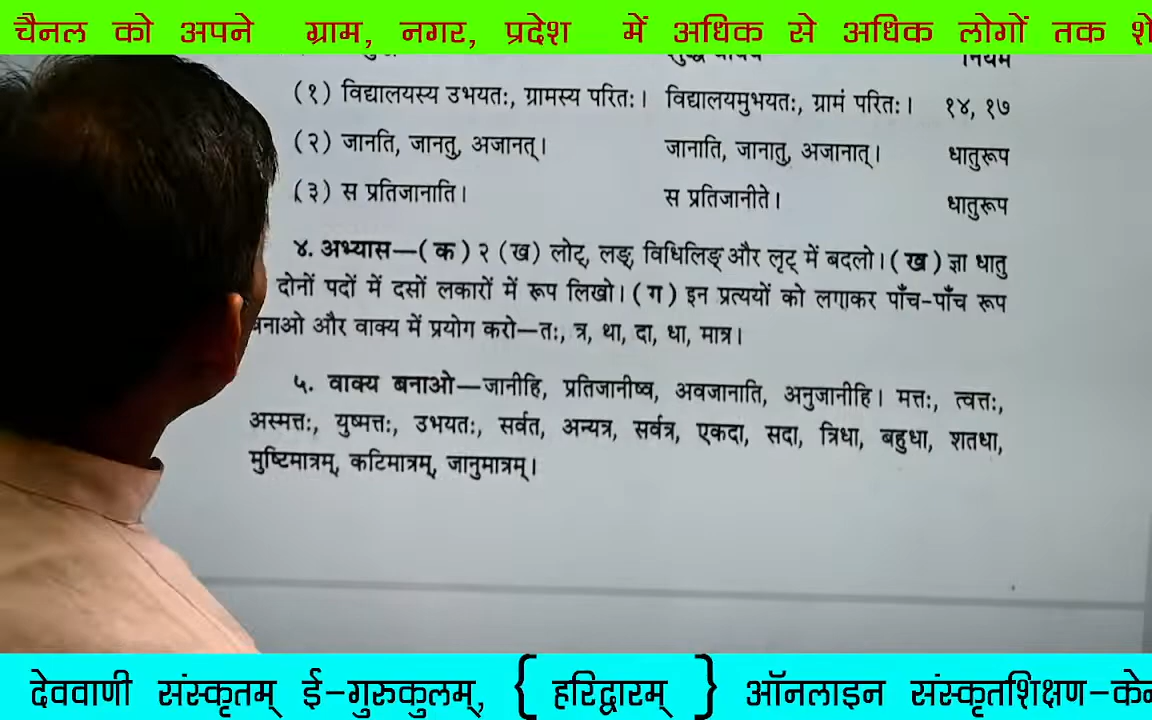 चैनल को अपने ग्राम, नगर, प्रदेश में अधिक से अधिक लोगों तक
नियम
(१) विद्यालयस्य उभयतः, ग्रामस्य परितः। विद्यालयमुभयतः, ग्रामं परितः। १४, १७
(२) जानति, जानतु, अजानत्। जानाति, जानातु, अजानात्। धातुरूप
(३) स प्रतिजानाति। स प्रतिजानीते। धातुरूप
४. अभ्यास—(क) २ (ख) लोट्, लङ्, विधिलिङ् और लृट् में बदलो। (ख) ज्ञा धातु
दोनों पदों में दसों लकारों में रूप लिखो। (ग) इन प्रत्ययों को लगाकर पाँच-पाँच रूप
बनाओ और वाक्य में प्रयोग करो—तः, त्र, था, दा, धा, मात्र।
५. वाक्य बनाओ—जानीहि, प्रतिजानीष्व, अवजानाति, अनुजानीहि। मत्तः, त्वत्तः,
अस्मत्तः, युष्मत्तः, उभयतः, सर्वत, अन्यत्र, सर्वत्र, एकदा, सदा, त्रिधा, बहुधा, शतधा,
मुष्टिमात्रम्, कटिमात्रम्, जानुमात्रम्।
देववाणी संस्कृतम् ई-गुरुकुलम्, { हरिद्वारम् } ऑनलाइन संस्कृतशिक्षण-